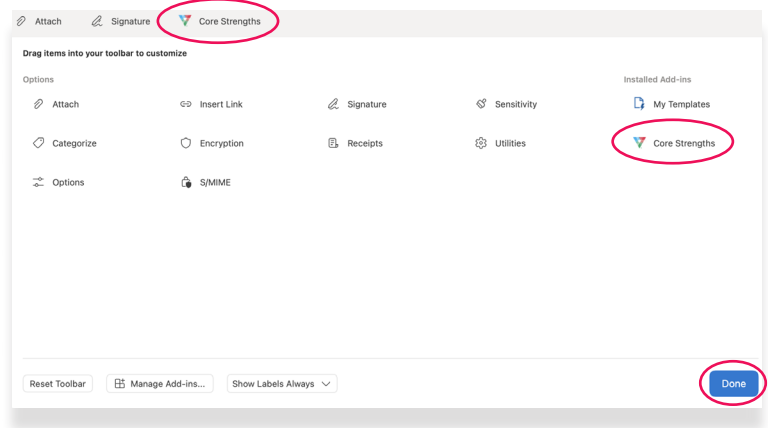 Attach Signature Core Strengths
Drag items into your toolbar to customize
Options Installed Add-ins
Attach Insert Link Signature Sensitivity My Templates
Categorize Encryption Receipts Utilities Core Strengths
Options S/MIME
Reset Toolbar Manage Add-ins... Show Labels Always Done